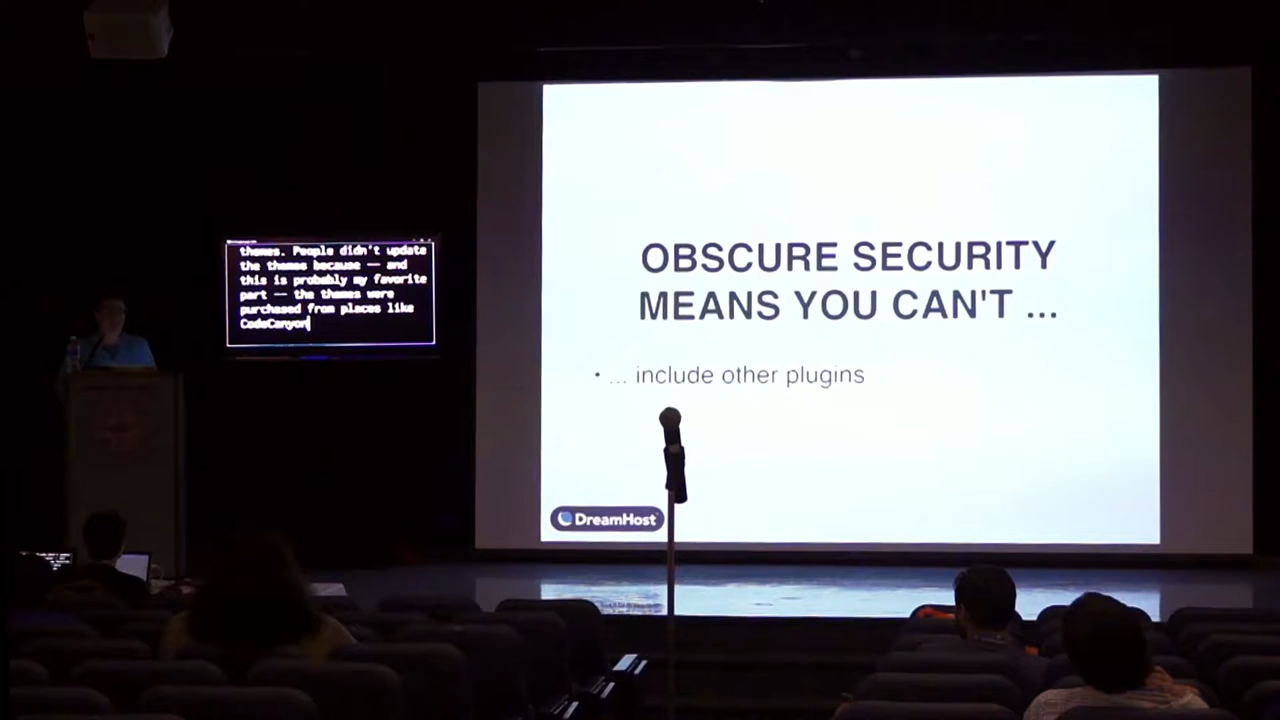 themes. People didn't update
the themes because -- and
this is probably my favorite
part -- the themes were
purchased from places like
CodeCanyon
OBSCURE SECURITY
MEANS YOU CAN'T ...
• ... include other plugins
DreamHost